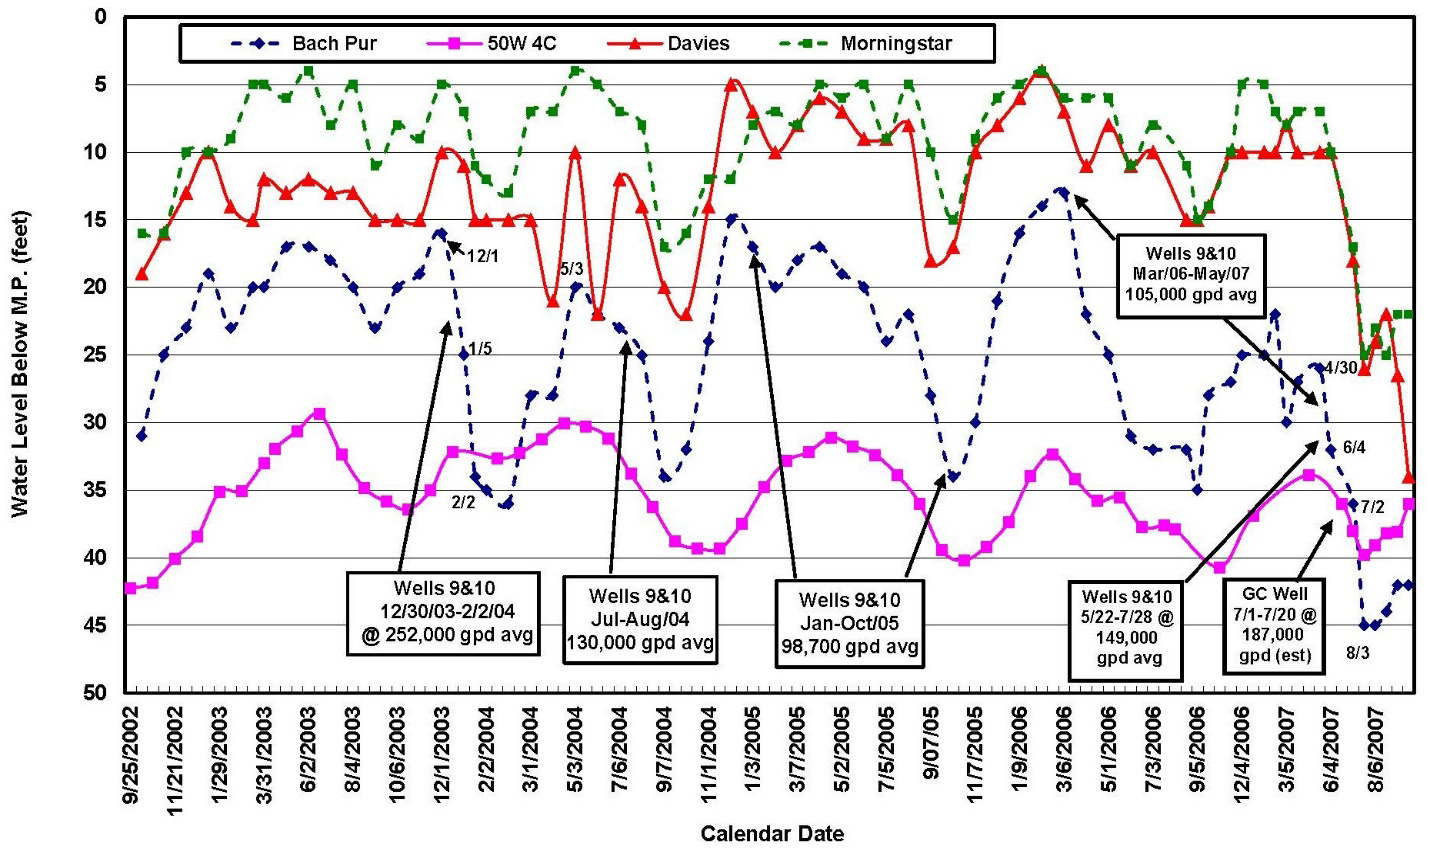 Bach Pur 50W 4C Davies Morningstar
Water Level Below M.P. (feet)
0
5
10
15
20
25
30
35
40
45
50
12/1
1/5
2/2
5/3
4/30
6/4
7/2
8/3
Wells 9&10
Mar/06-May/07
105,000 gpd avg
Wells 9&10
12/30/03-2/2/04
@ 252,000 gpd avg
Wells 9&10
Jul-Aug/04
130,000 gpd avg
Wells 9&10
Jan-Oct/05
98,700 gpd avg
Wells 9&10
5/22-7/28 @
149,000
gpd avg
GC Well
7/1-7/20 @
187,000
gpd (est)
9/25/2002
11/21/2002
1/29/2003
3/31/2003
6/2/2003
8/4/2003
10/6/2003
12/1/2003
2/2/2004
3/1/2004
5/3/2004
7/6/2004
9/7/2004
11/1/2004
1/3/2005
3/7/2005
5/2/2005
7/5/2005
9/07/05
11/7/2005
1/9/2006
3/6/2006
5/1/2006
7/3/2006
9/5/2006
12/4/2006
3/5/2007
6/4/2007
8/6/2007
Calendar Date